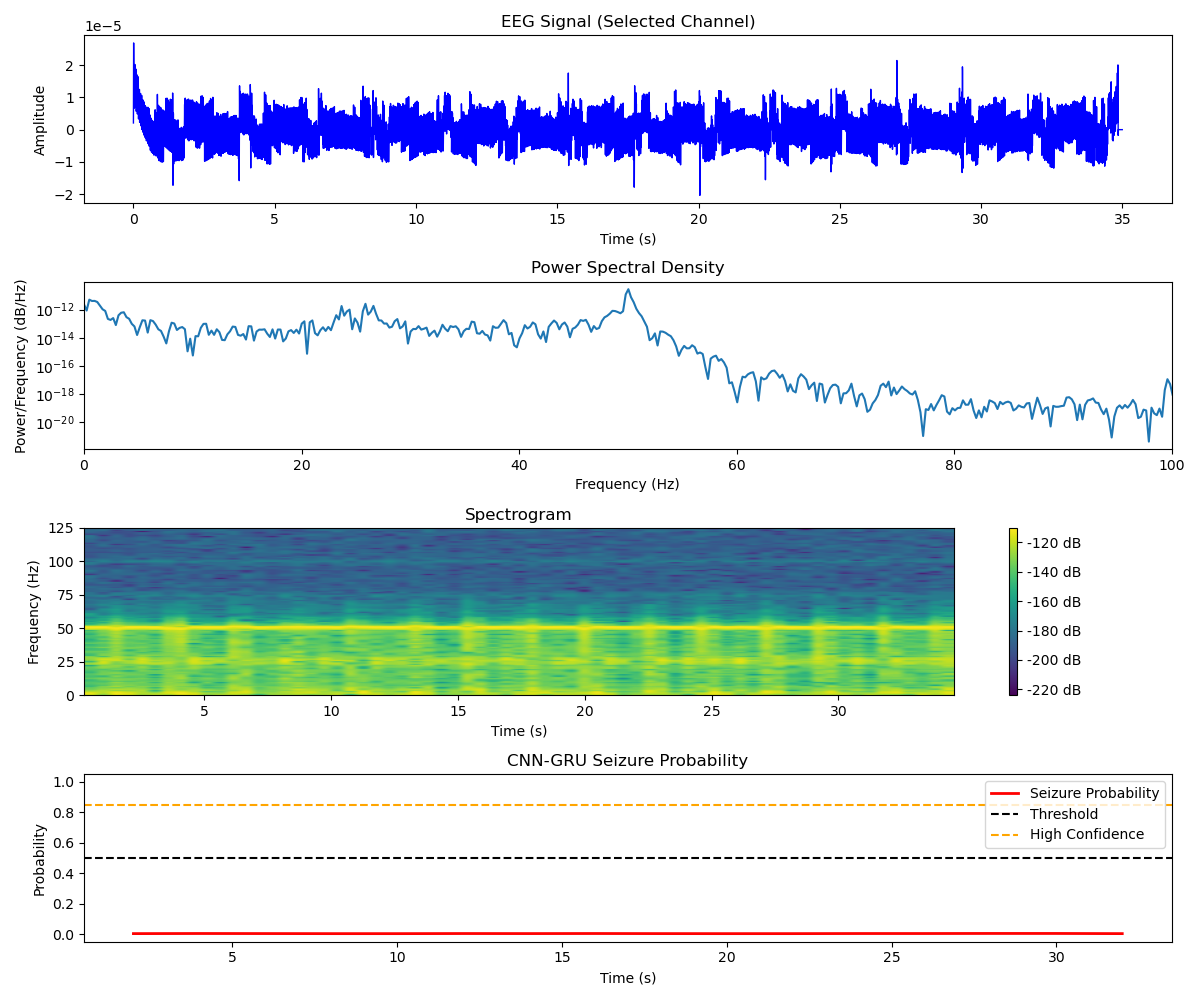 EEG Signal (Selected Channel)
1e−5
2
1
0
−1
−2
Amplitude
0 5 10 15 20 25 30 35
Time (s)
Power Spectral Density
10⁻¹²
10⁻¹⁴
10⁻¹⁶
10⁻¹⁸
10⁻²⁰
Power/Frequency (dB/Hz)
0 20 40 60 80 100
Frequency (Hz)
Spectrogram
125
100
75
50
25
0
Frequency (Hz)
5 10 15 20 25 30
Time (s)
-120 dB
-140 dB
-160 dB
-180 dB
-200 dB
-220 dB
CNN-GRU Seizure Probability
1.0
0.8
0.6
0.4
0.2
0.0
Probability
Seizure Probability
Threshold
High Confidence
5 10 15 20 25 30
Time (s)